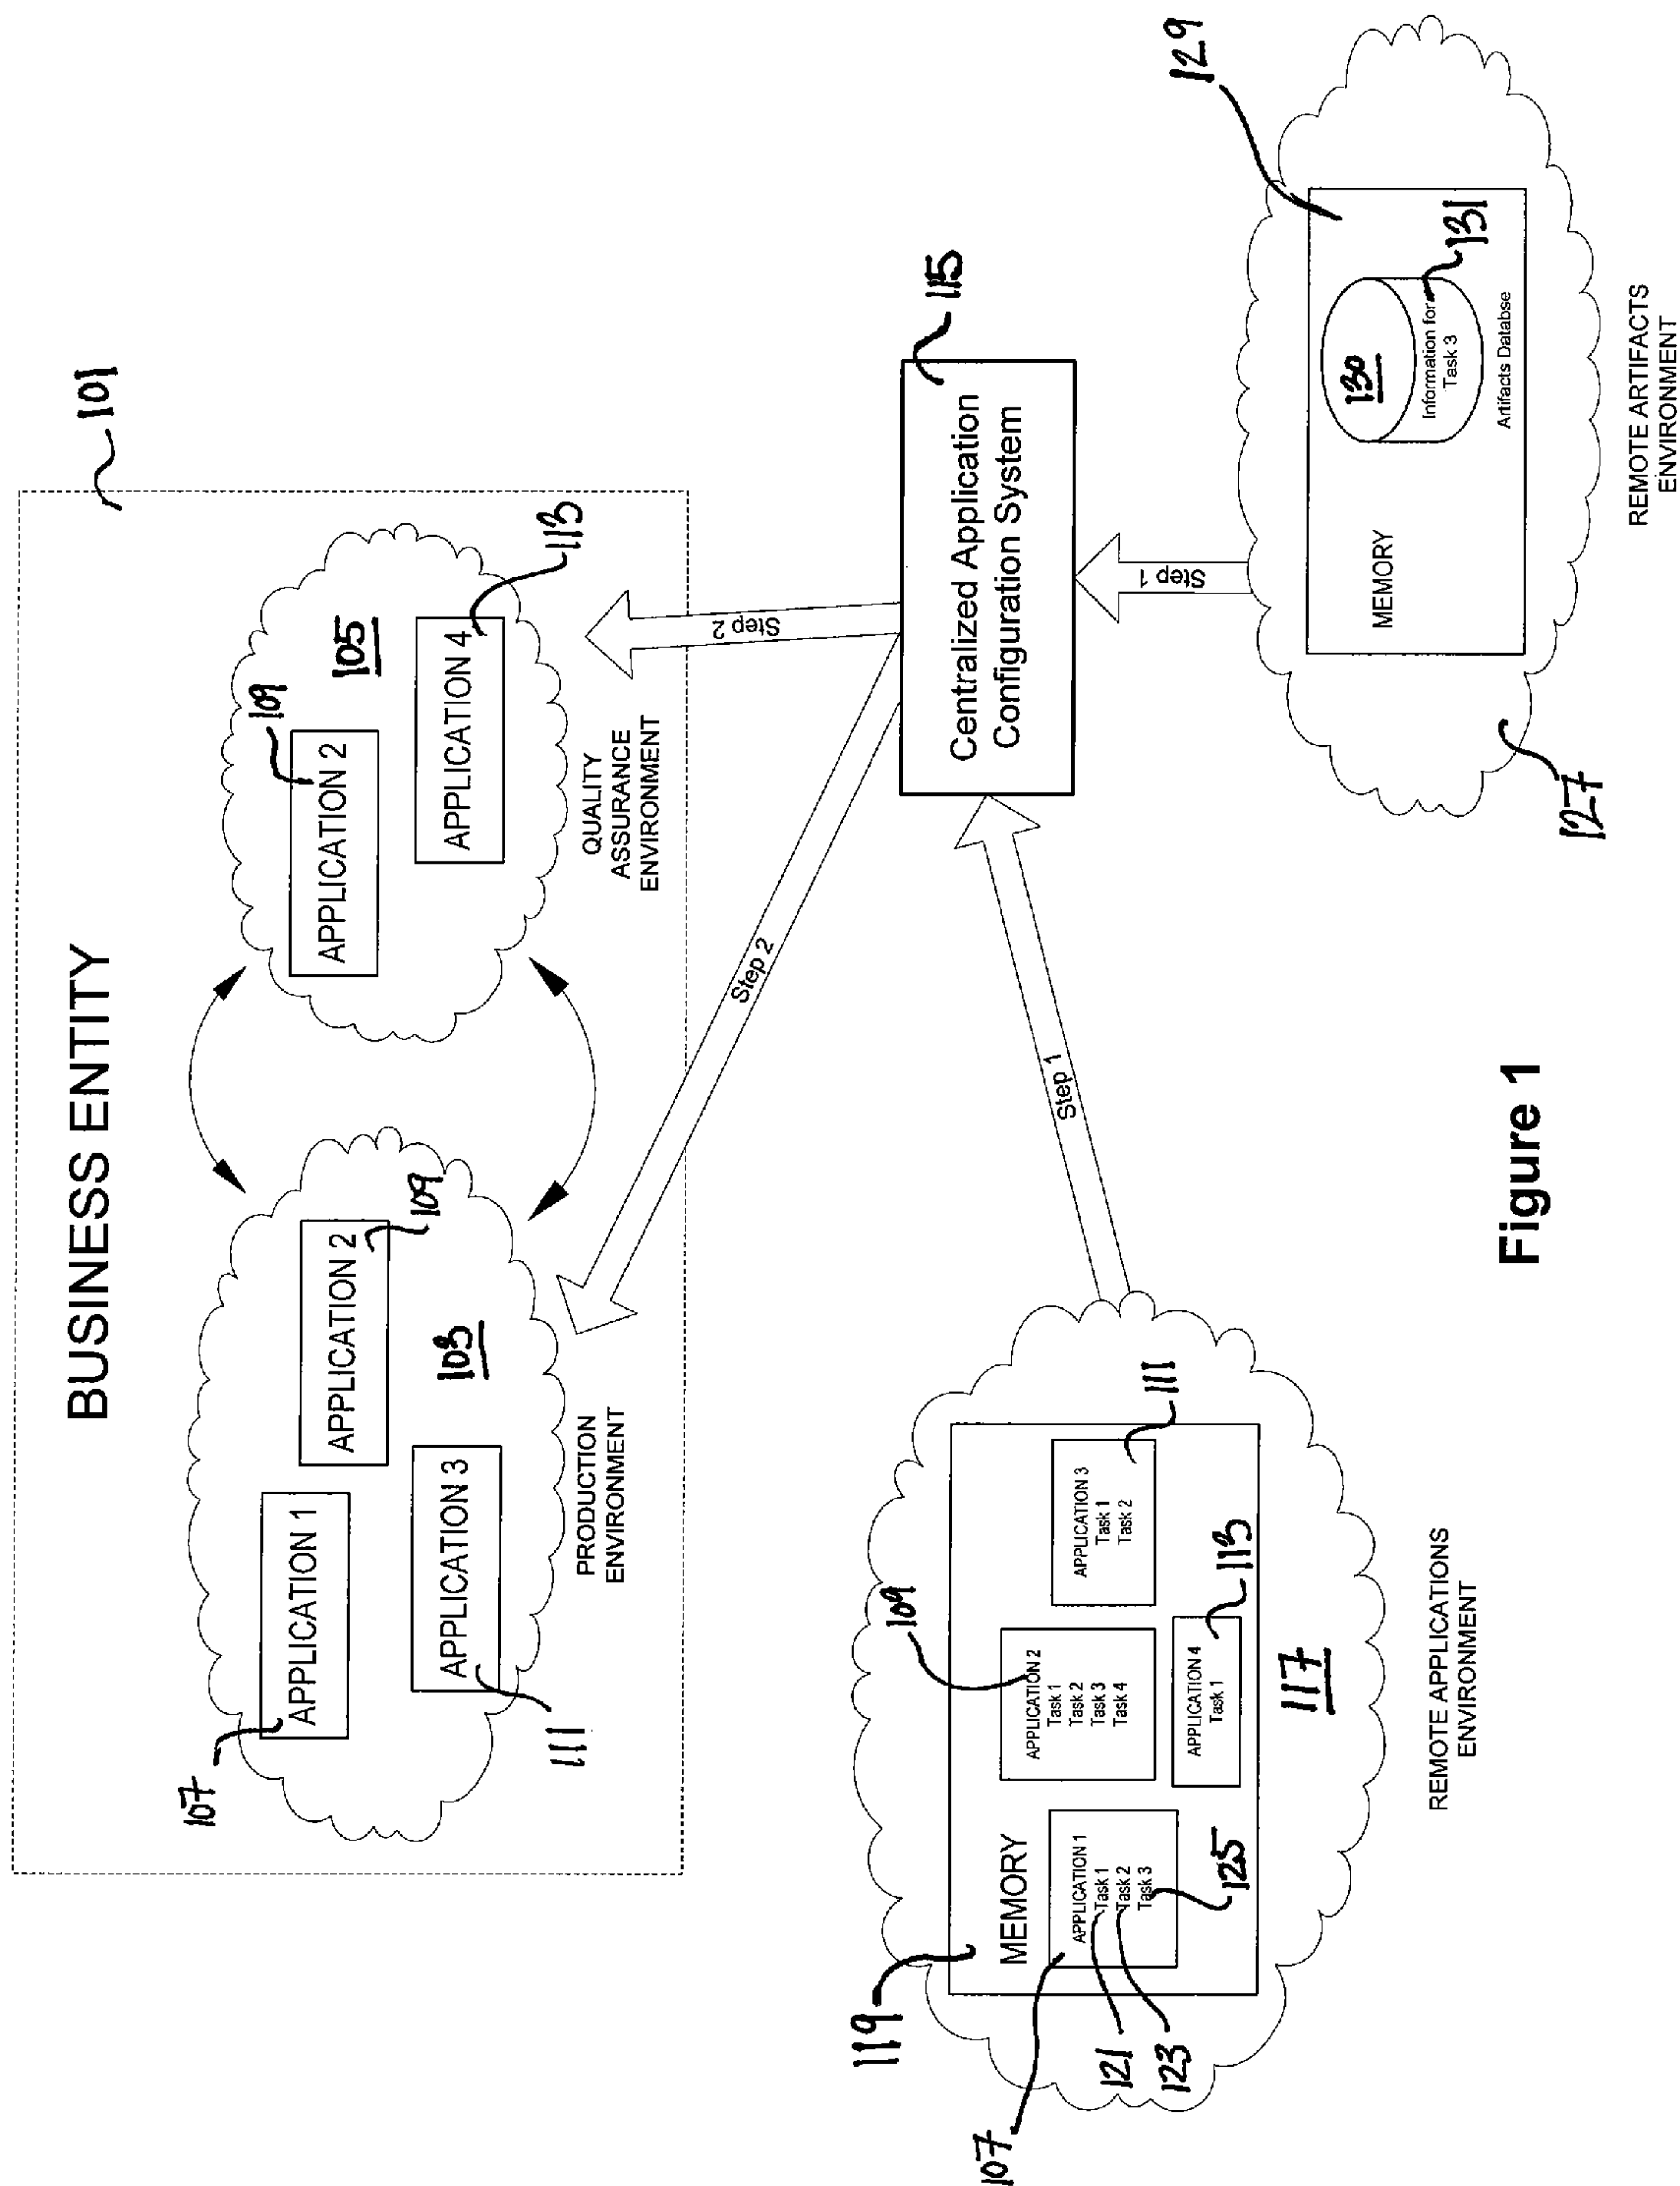 BUSINESS ENTITY
101
107
APPLICATION 1
APPLICATION 2
109
APPLICATION 3
111
103
PRODUCTION
ENVIRONMENT
109
APPLICATION 2
105
APPLICATION 4
113
QUALITY
ASSURANCE
ENVIRONMENT
Step 2
Step 2
Centralized Application
Configuration System
115
Step 1
Step 1
119
MEMORY
107
APPLICATION 1
Task 1
Task 2
Task 3
121
123
125
109
APPLICATION 2
Task 1
Task 2
Task 3
Task 4
APPLICATION 3
Task 1
Task 2
111
APPLICATION 4
Task 1
113
117
REMOTE APPLICATIONS
ENVIRONMENT
129
MEMORY
130
Information for
Task 3
131
Artifacts Databse
127
REMOTE ARTIFACTS
ENVIRONMENT
Figure 1